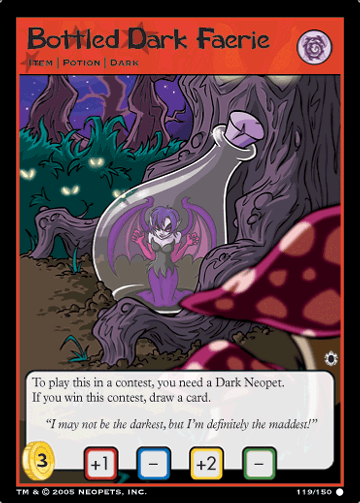 Bottled Dark Faerie
Item | Potion | Dark
To play this in a contest, you need a Dark Neopet.
If you win this contest, draw a card.
"I may not be the darkest, but I'm definitely the maddest!"
3 +1 – +2 –
TM & © 2005 NEOPETS, INC. 119/150